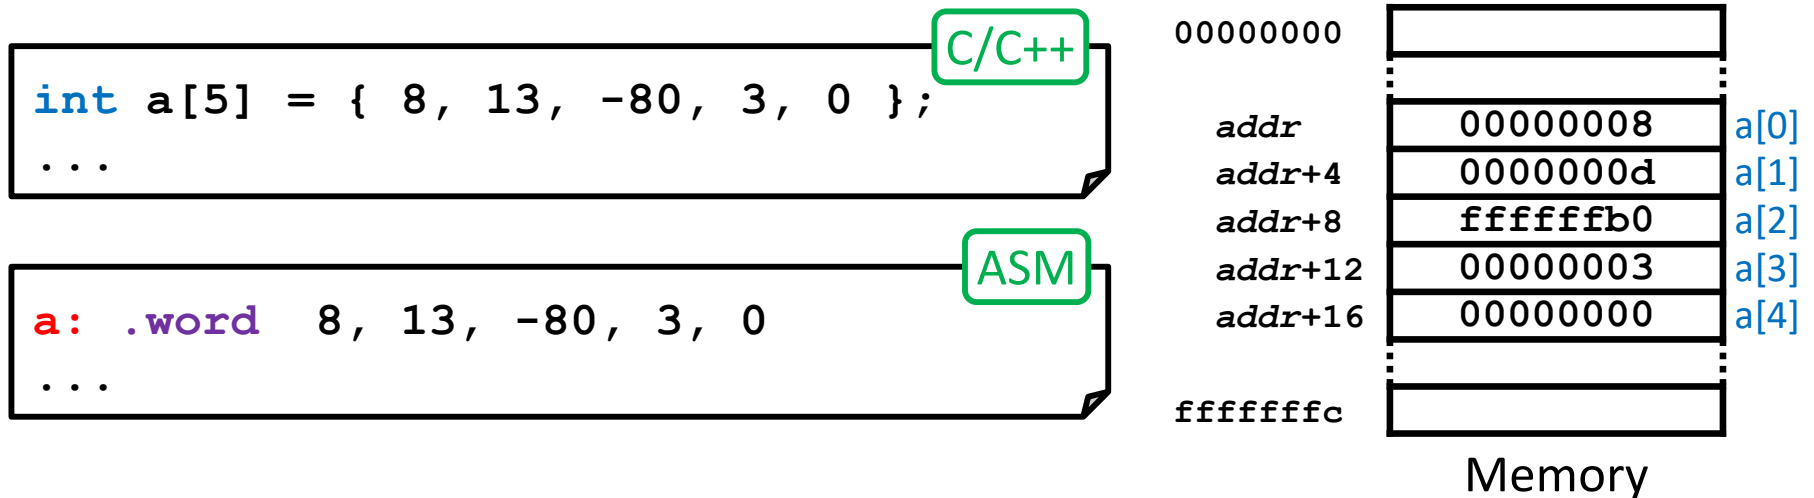 C/C++
int a[5] = { 8, 13, -80, 3, 0 };
...
ASM
a: .word 8, 13, -80, 3, 0
...
00000000
addr 00000008 a[0]
addr+4 0000000d a[1]
addr+8 ffffffb0 a[2]
addr+12 00000003 a[3]
addr+16 00000000 a[4]
fffffffc
Memory